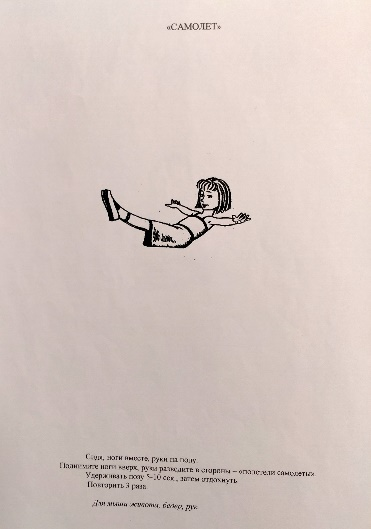 «САМОЛЕТ»
Сидя, ноги вместе, руки на полу.
Поднимите ноги вверх, руки разведите в стороны – «полетели самолеты»
Удерживать позу 5-10 сек., затем отдохнуть
Повторить 3 раза.
Для мышц живота, бедер, рук.